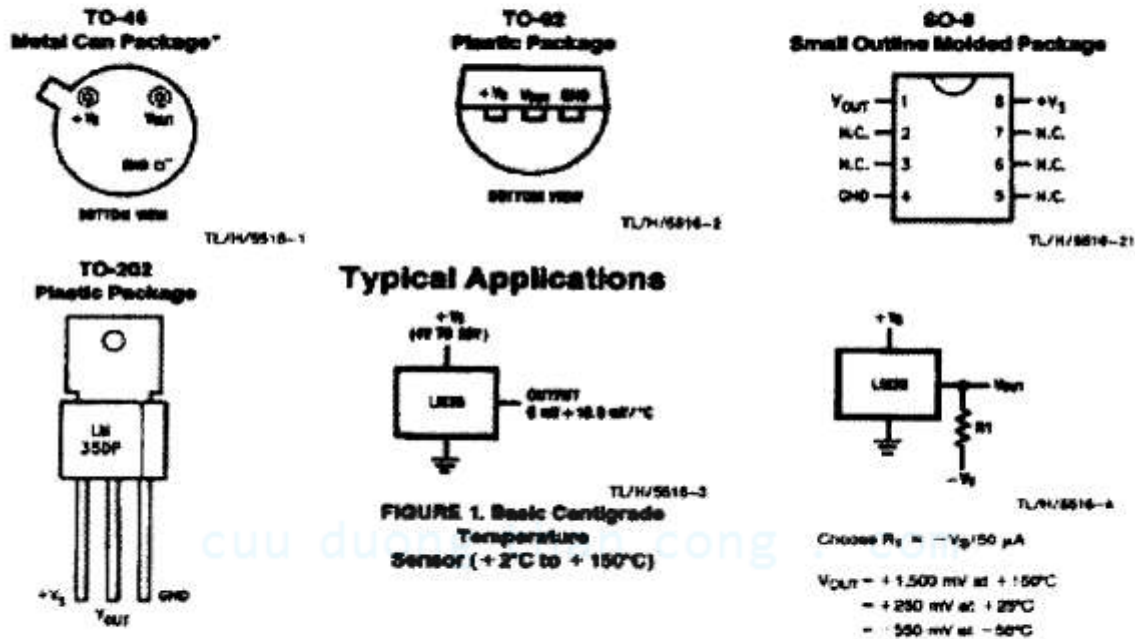 TO-46
Metal Can Package*
+VS
VOUT
GND
BOTTOM VIEW
TL/H/5516-1
TO-92
Plastic Package
+VS VOUT GND
BOTTOM VIEW
TL/H/5516-2
SO-8
Small Outline Molded Package
VOUT 1 8 +VS
N.C. 2 7 N.C.
N.C. 3 6 N.C.
GND 4 5 N.C.
TL/H/5516-21
TO-202
Plastic Package
LM
35DP
+VS
VOUT
GND
Typical Applications
+VS
(4V TO 20V)
LM35
OUTPUT
0 mV + 10.0 mV/°C
TL/H/5516-3
FIGURE 1. Basic Centigrade
Temperature
Sensor (+2°C to +150°C)
+VS
LM35
VOUT
R1
-VS
TL/H/5516-4
Choose R1 = -VS/50 μA
VOUT = +1,500 mV at +150°C
= +250 mV at +25°C
= -550 mV at -55°C
cuu duong than cong . com